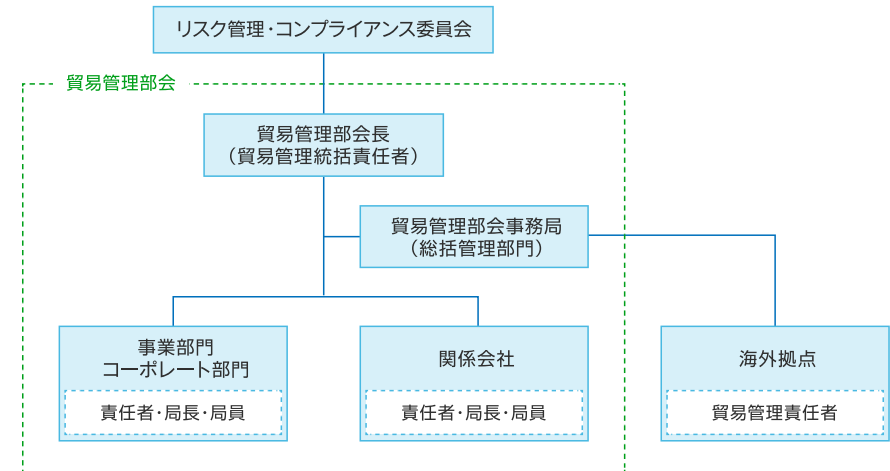 リスク管理・コンプライアンス委員会
貿易管理部会
貿易管理部会長
（貿易管理統括責任者）
貿易管理部会事務局
（総括管理部門）
事業部門
コーポレート部門
責任者・局長・局員
関係会社
責任者・局長・局員
海外拠点
貿易管理責任者